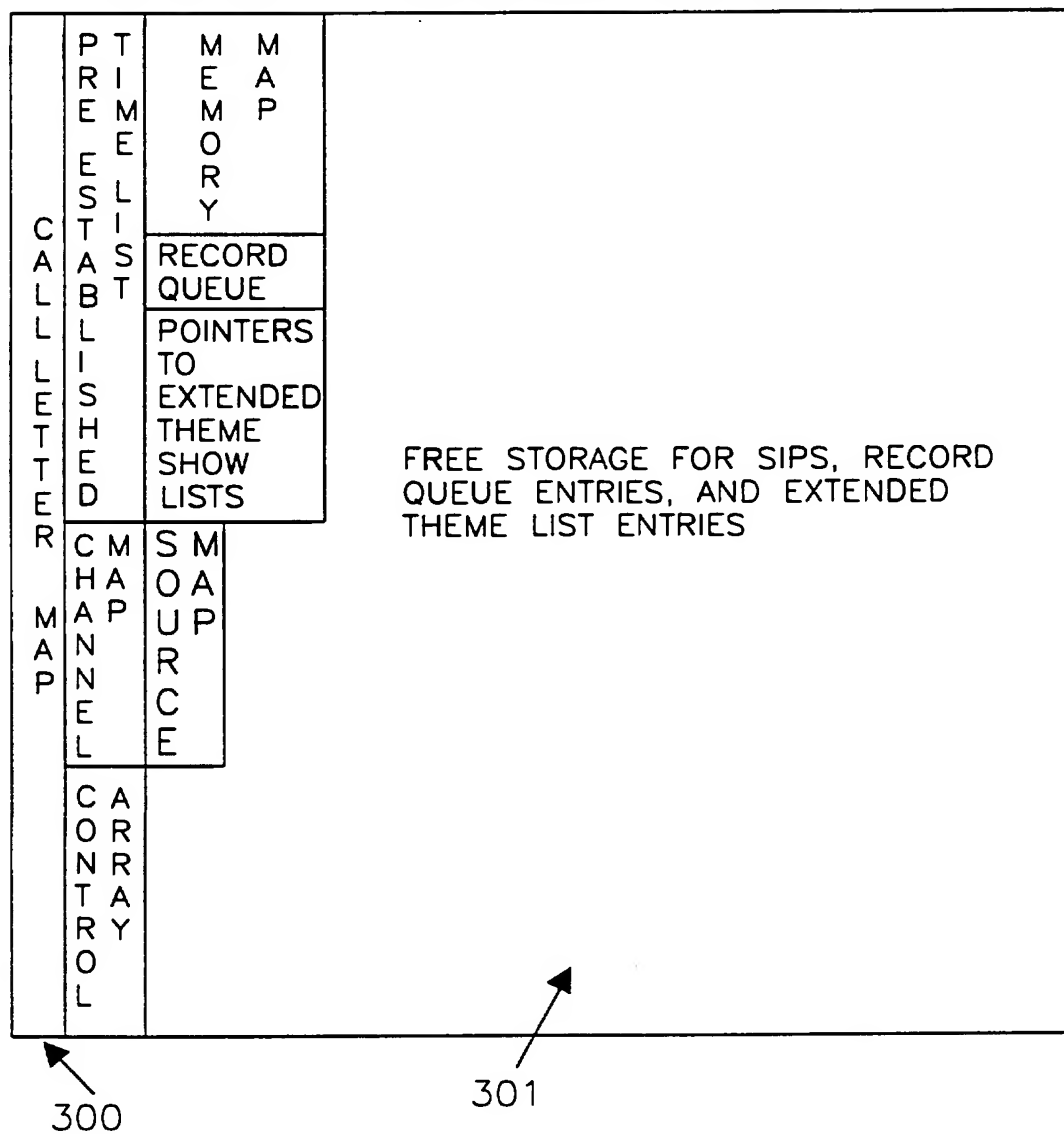 CALL LETTER MAP
PRE ESTABLISHED
TIME LIST
MEMORY
MAP
RECORD
QUEUE
POINTERS
TO
EXTENDED
THEME
SHOW
LISTS
CHANNEL
MAP
SOURCE
MAP
CONTROL
ARRAY
FREE STORAGE FOR SIPS, RECORD
QUEUE ENTRIES, AND EXTENDED
THEME LIST ENTRIES
300
301